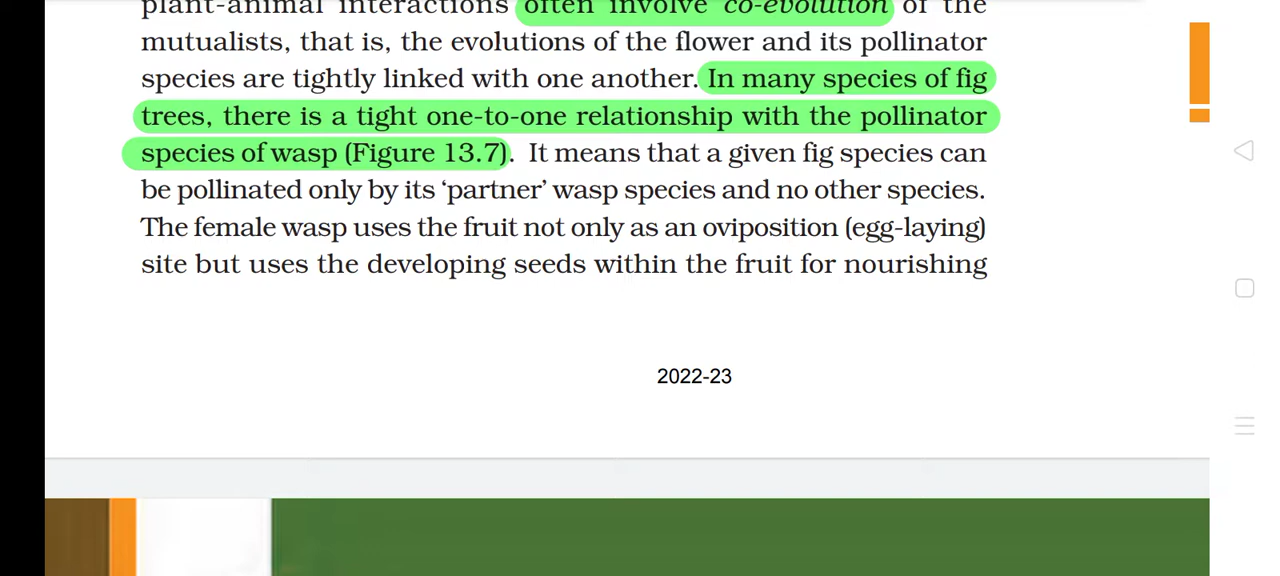 plant-animal interactions often involve co-evolution of the
mutualists, that is, the evolutions of the flower and its pollinator
species are tightly linked with one another. In many species of fig
trees, there is a tight one-to-one relationship with the pollinator
species of wasp (Figure 13.7). It means that a given fig species can
be pollinated only by its ‘partner’ wasp species and no other species.
The female wasp uses the fruit not only as an oviposition (egg-laying)
site but uses the developing seeds within the fruit for nourishing
2022-23